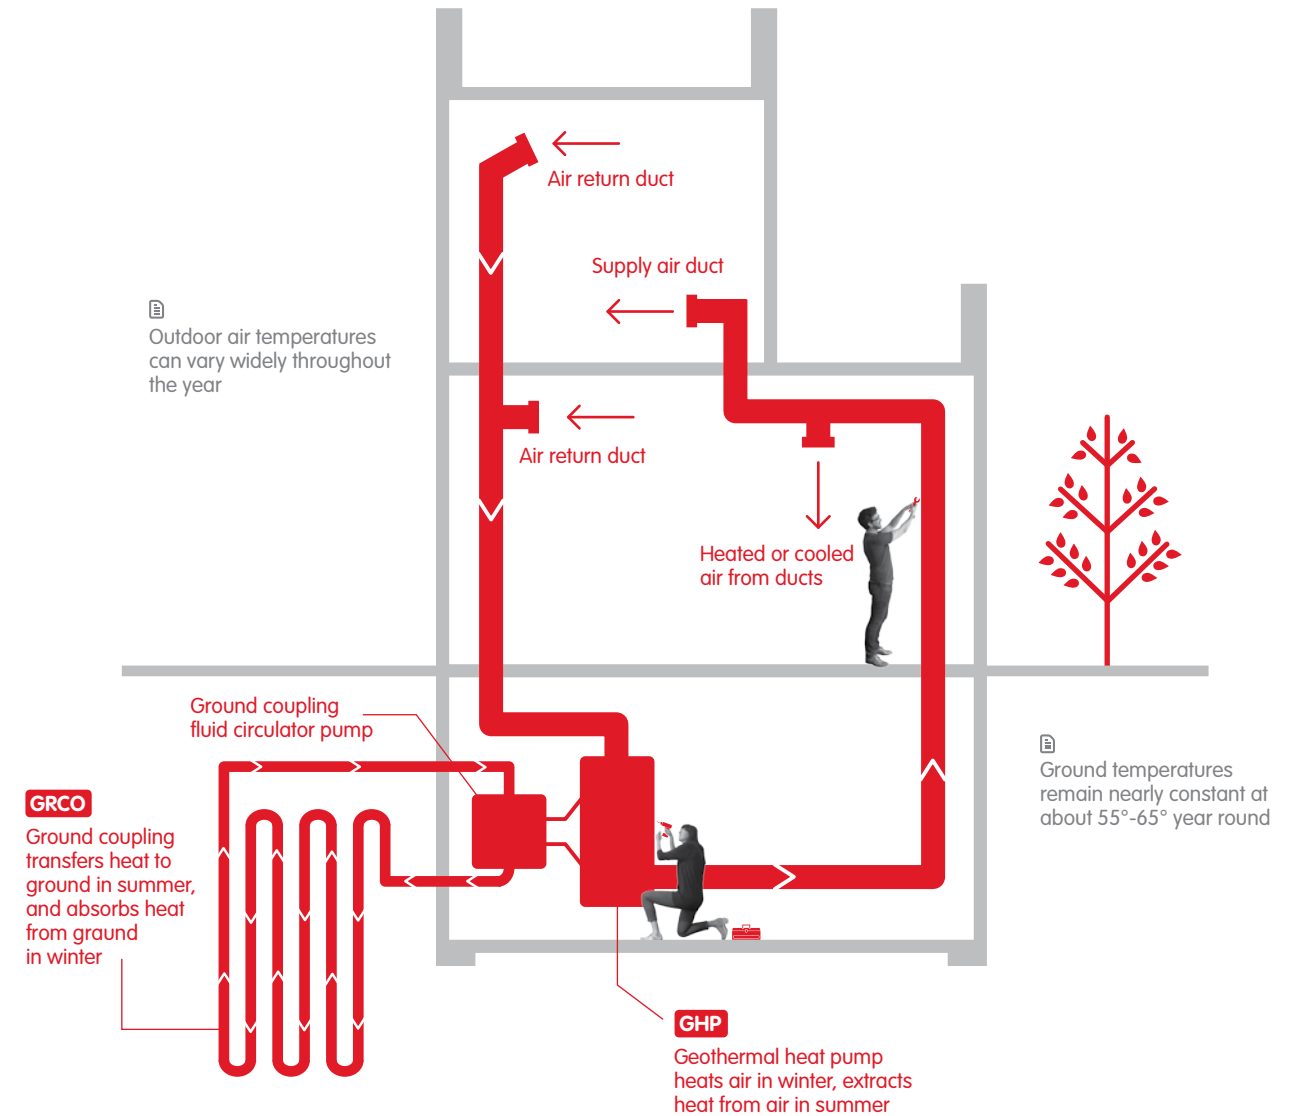 Air return duct
Supply air duct
Outdoor air temperatures
can vary widely throughout
the year
Air return duct
Heated or cooled
air from ducts
Ground coupling
fluid circulator pump
Ground temperatures
remain nearly constant at
about 55°-65° year round
GRCO
Ground coupling
transfers heat to
ground in summer,
and absorbs heat
from graund
in winter
GHP
Geothermal heat pump
heats air in winter, extracts
heat from air in summer